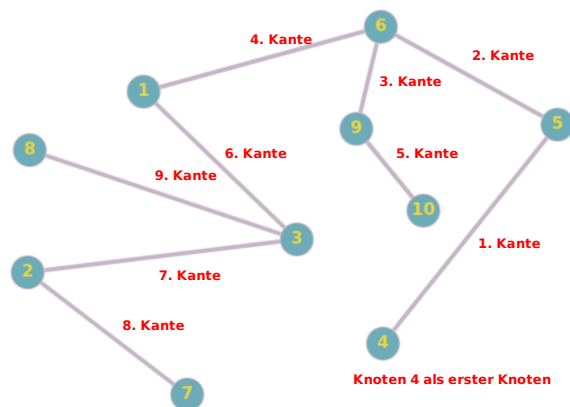 6
4. Kante
2. Kante
3. Kante
1
5
9
8
6. Kante
5. Kante
9. Kante
10
3
1. Kante
2
7. Kante
8. Kante
4
Knoten 4 als erster Knoten
7